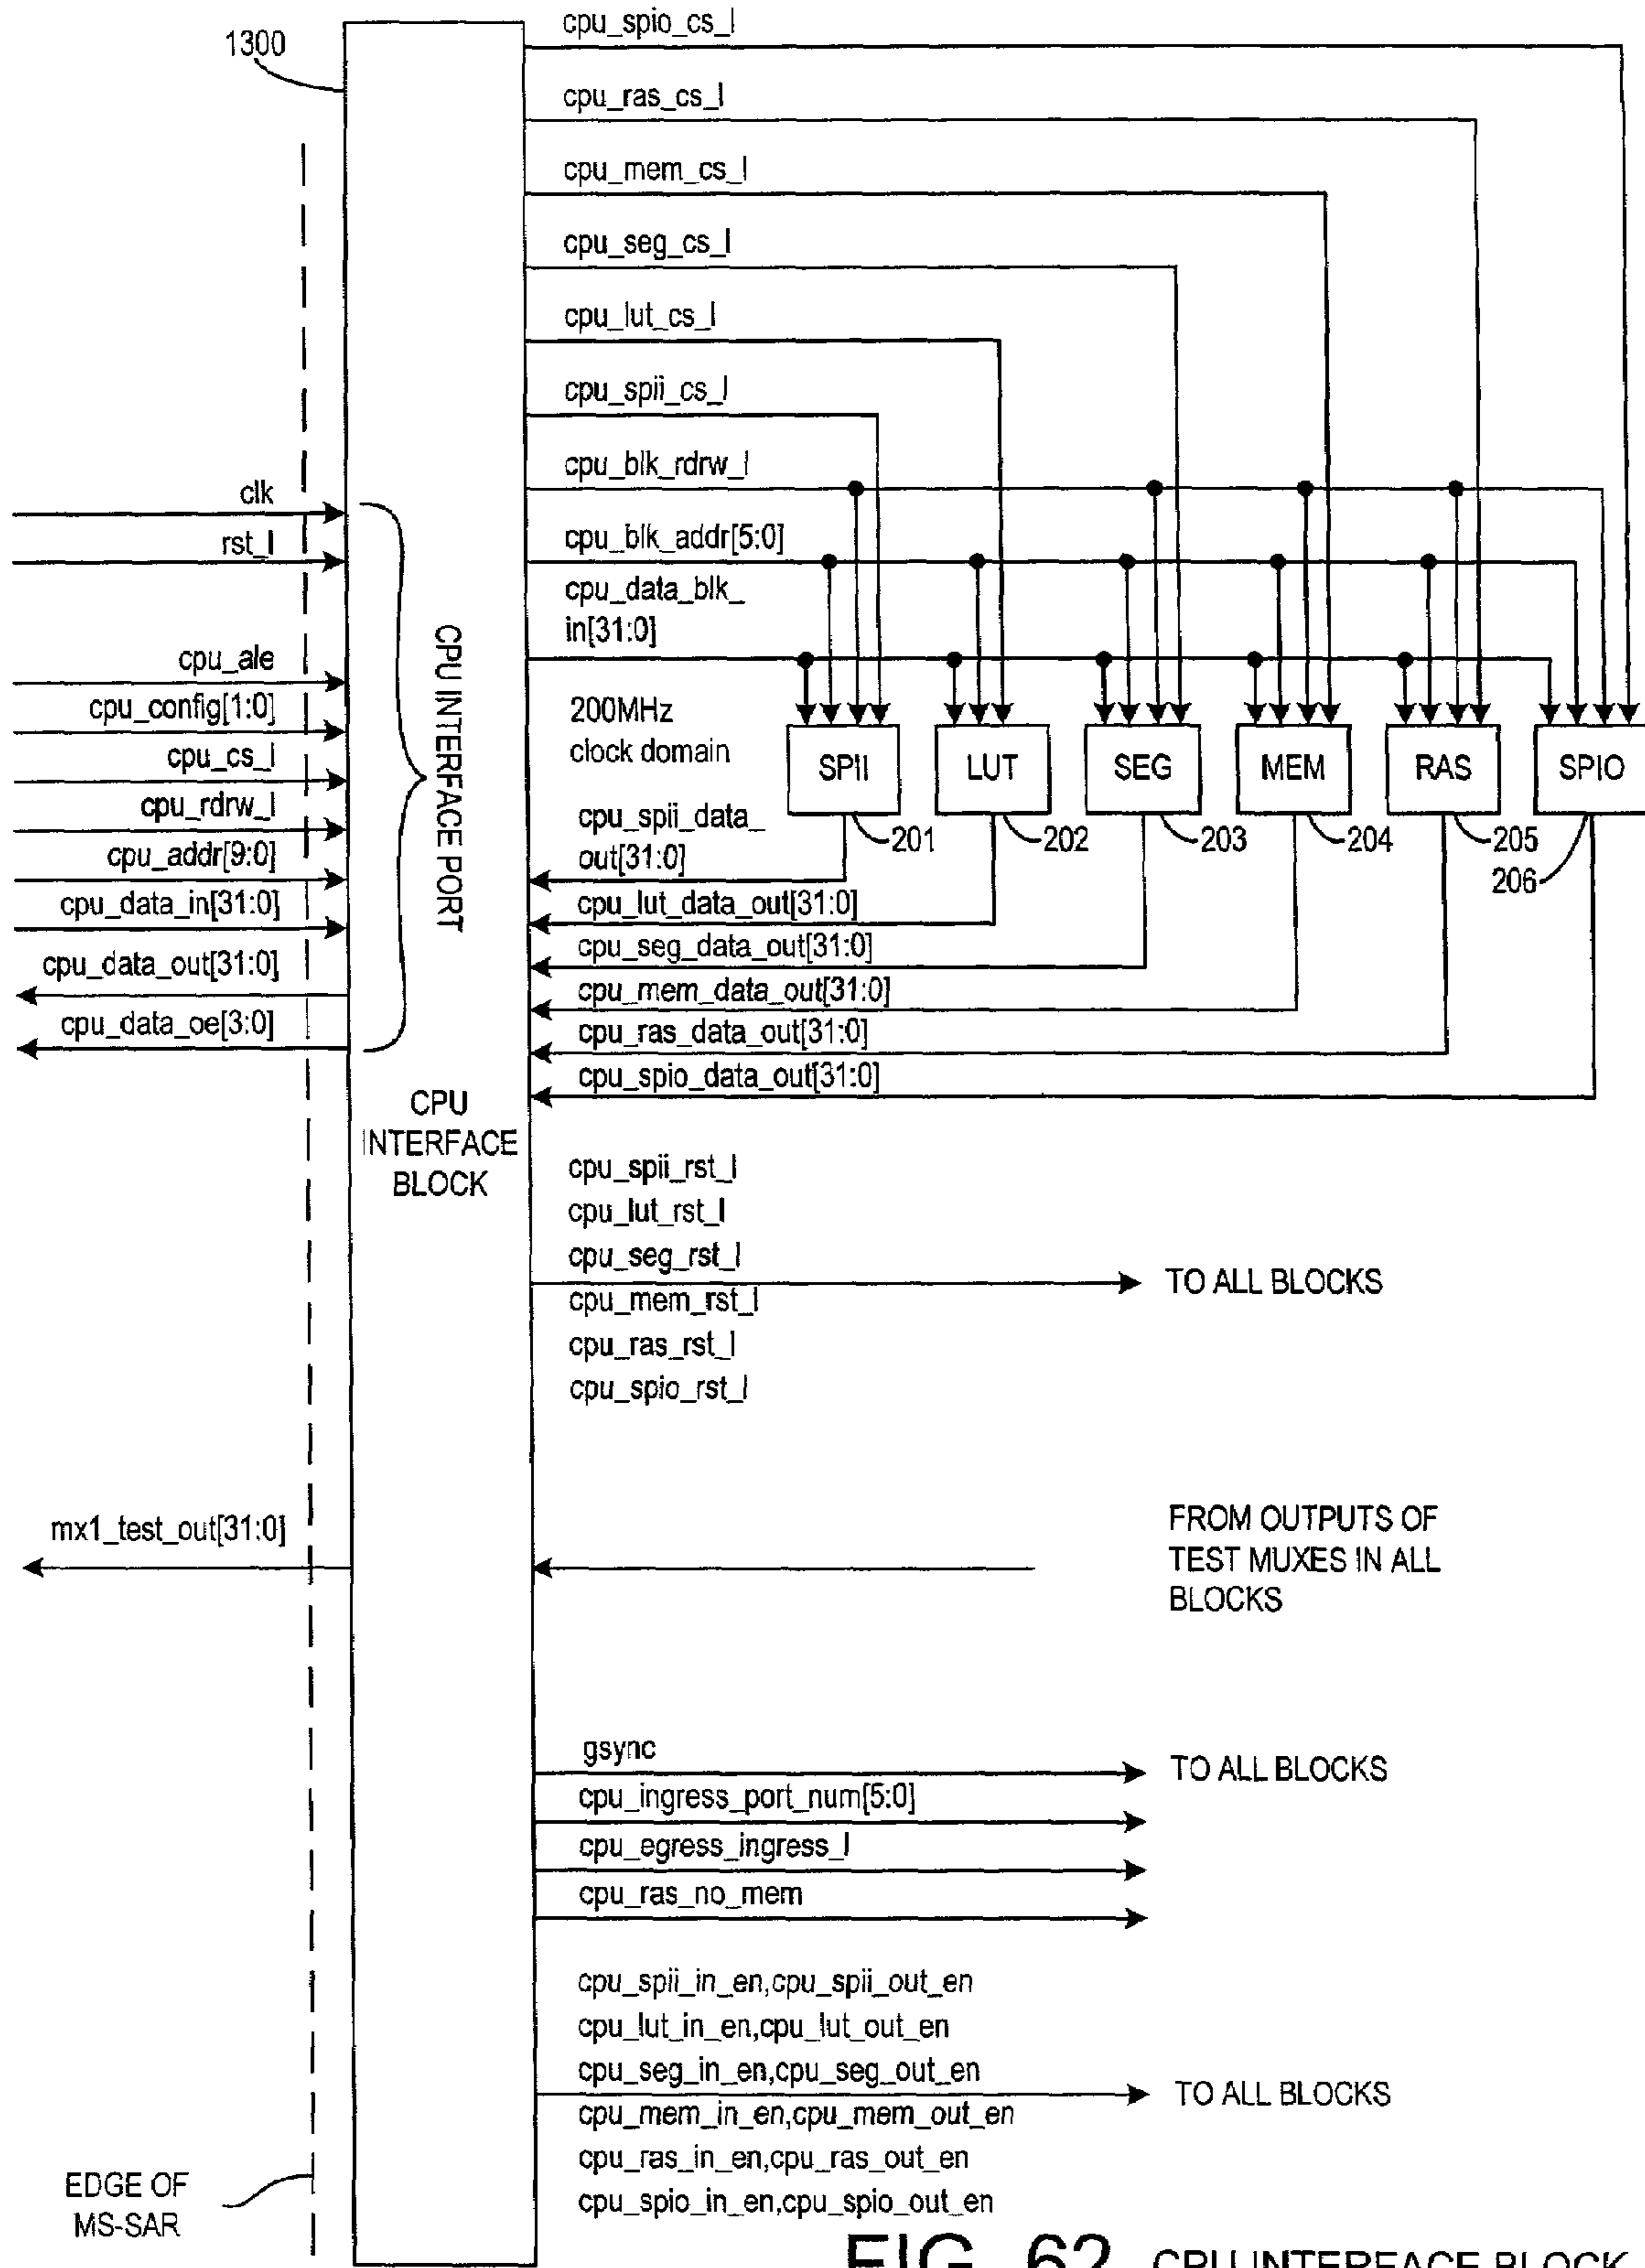 1300
cpu_spio_cs_l
cpu_ras_cs_l
cpu_mem_cs_l
cpu_seg_cs_l
cpu_lut_cs_l
cpu_spii_cs_l
cpu_blk_rdrw_l
cpu_blk_addr[5:0]
cpu_data_blk_
in[31:0]
200MHz
clock domain
clk
rst_l
cpu_ale
cpu_config[1:0]
cpu_cs_l
cpu_rdrw_l
cpu_addr[9:0]
cpu_data_in[31:0]
cpu_data_out[31:0]
cpu_data_oe[3:0]
CPU INTERFACE PORT
SPII
LUT
SEG
MEM
RAS
SPIO
201
202
203
204
205
206
cpu_spii_data_
out[31:0]
cpu_lut_data_out[31:0]
cpu_seg_data_out[31:0]
cpu_mem_data_out[31:0]
cpu_ras_data_out[31:0]
cpu_spio_data_out[31:0]
CPU
INTERFACE
BLOCK
cpu_spii_rst_l
cpu_lut_rst_l
cpu_seg_rst_l
cpu_mem_rst_l
cpu_ras_rst_l
cpu_spio_rst_l
TO ALL BLOCKS
mx1_test_out[31:0]
FROM OUTPUTS OF
TEST MUXES IN ALL
BLOCKS
gsync
TO ALL BLOCKS
cpu_ingress_port_num[5:0]
cpu_egress_ingress_l
cpu_ras_no_mem
cpu_spii_in_en,cpu_spii_out_en
cpu_lut_in_en,cpu_lut_out_en
cpu_seg_in_en,cpu_seg_out_en
cpu_mem_in_en,cpu_mem_out_en
cpu_ras_in_en,cpu_ras_out_en
cpu_spio_in_en,cpu_spio_out_en
TO ALL BLOCKS
EDGE OF
MS-SAR
FIG. 62 CPU INTERFACE BLOCK